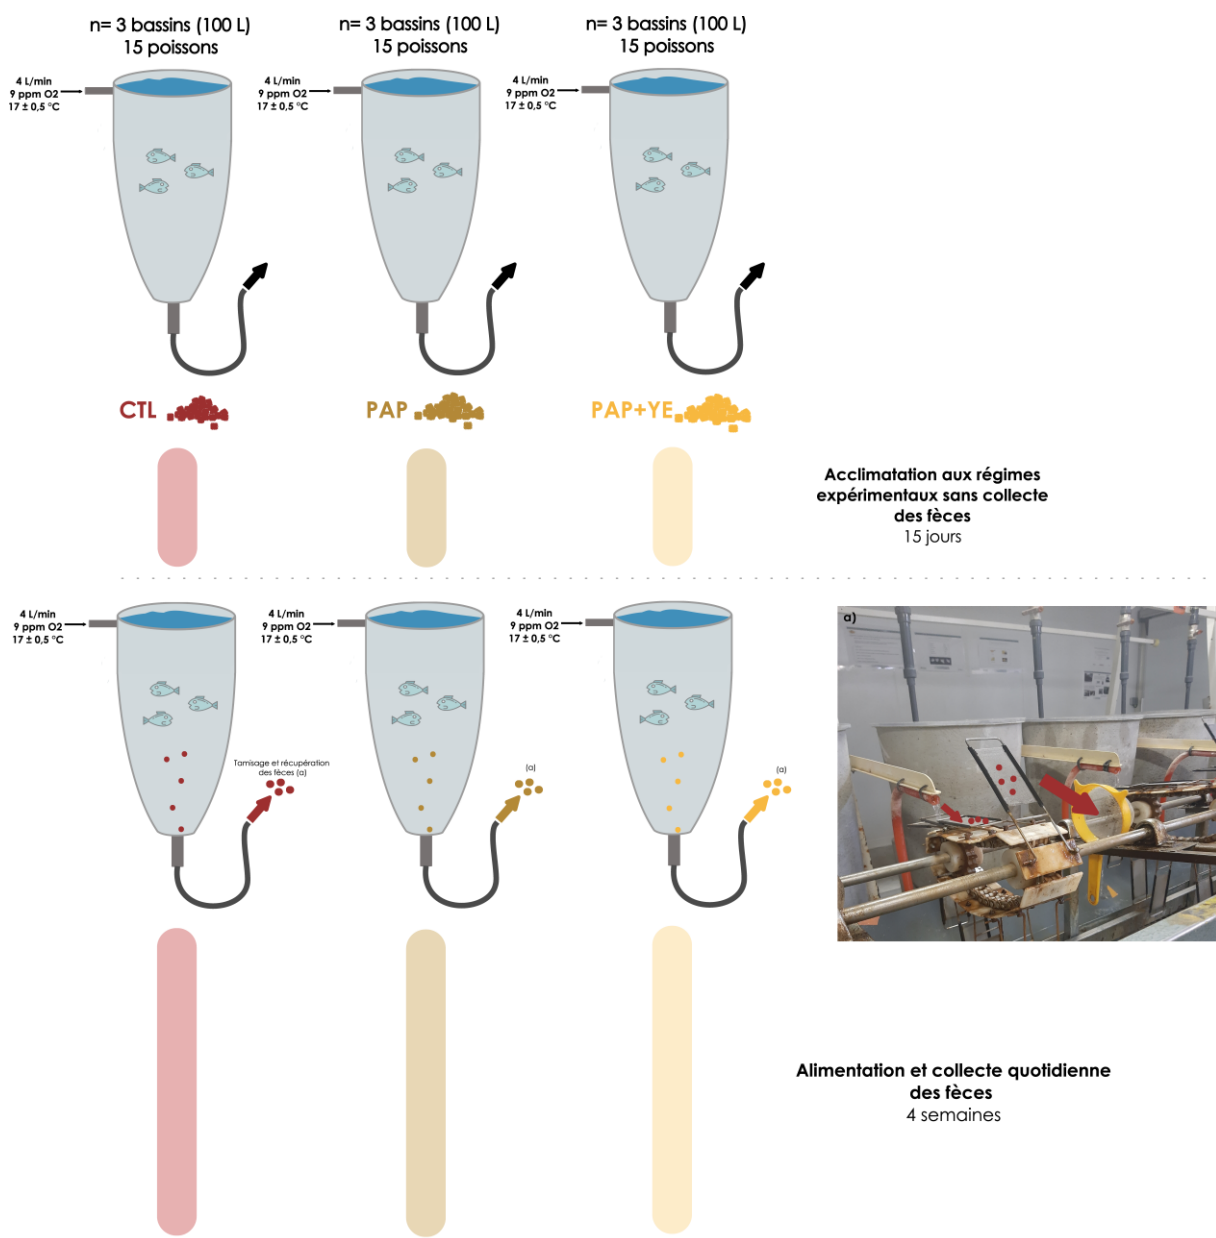 n= 3 bassins (100 L)
15 poissons
n= 3 bassins (100 L)
15 poissons
n= 3 bassins (100 L)
15 poissons
4 L/min
9 ppm O2
17 ± 0,5 °C
4 L/min
9 ppm O2
17 ± 0,5 °C
4 L/min
9 ppm O2
17 ± 0,5 °C
CTL
PAP
PAP+YE
Acclimatation aux régimes
expérimentaux sans collecte
des fèces
15 jours
4 L/min
9 ppm O2
17 ± 0,5 °C
4 L/min
9 ppm O2
17 ± 0,5 °C
4 L/min
9 ppm O2
17 ± 0,5 °C
Tamisage et récupération
des fèces (a)
(a)
(a)
a)
Alimentation et collecte quotidienne
des fèces
4 semaines